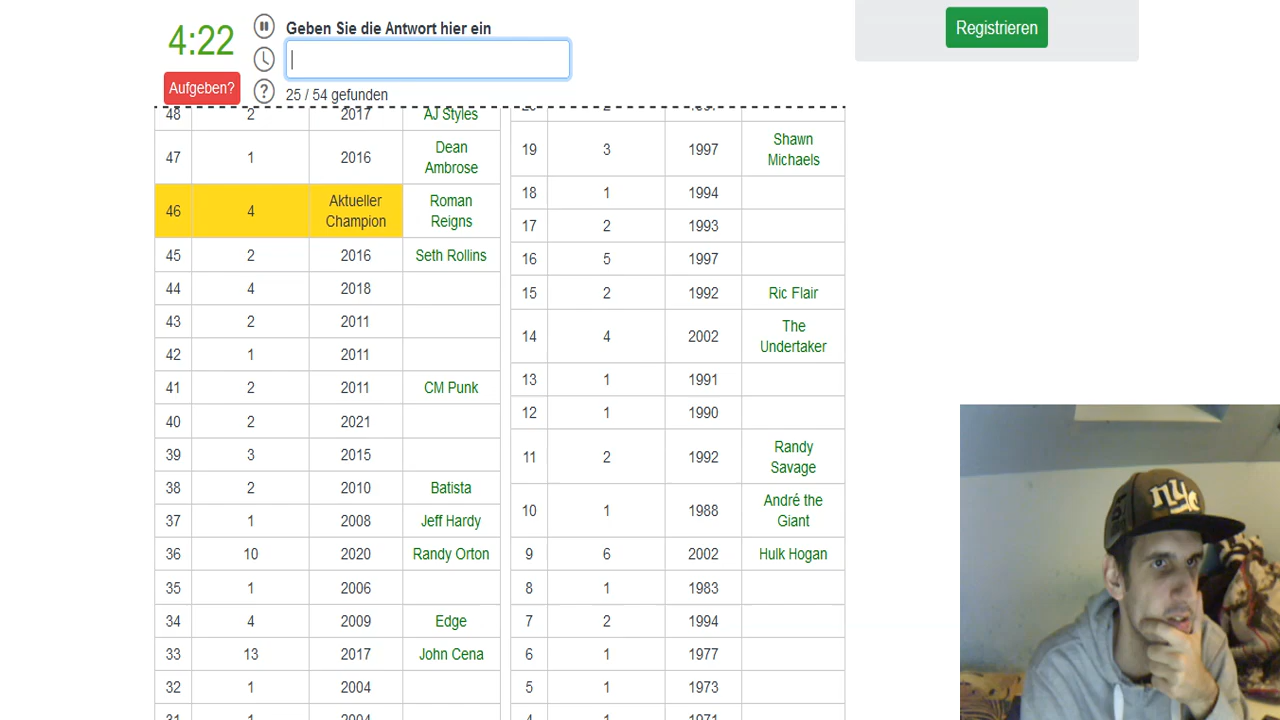 4:22
Geben Sie die Antwort hier ein
Registrieren
Aufgeben?
?
25 / 54 gefunden
48 2 2017 AJ Styles
47 1 2016 Dean
Ambrose
46 4 Aktueller
Champion Roman
Reigns
45 2 2016 Seth Rollins
44 4 2018
43 2 2011
42 1 2011
41 2 2011 CM Punk
40 2 2021
39 3 2015
38 2 2010 Batista
37 1 2008 Jeff Hardy
36 10 2020 Randy Orton
35 1 2006
34 4 2009 Edge
33 13 2017 John Cena
32 1 2004
31 1 2004
19 3 1997 Shawn
Michaels
18 1 1994
17 2 1993
16 5 1997
15 2 1992 Ric Flair
14 4 2002 The
Undertaker
13 1 1991
12 1 1990
11 2 1992 Randy
Savage
10 1 1988 André the
Giant
9 6 2002 Hulk Hogan
8 1 1983
7 2 1994
6 1 1977
5 1 1973
4 1 1971
nyc